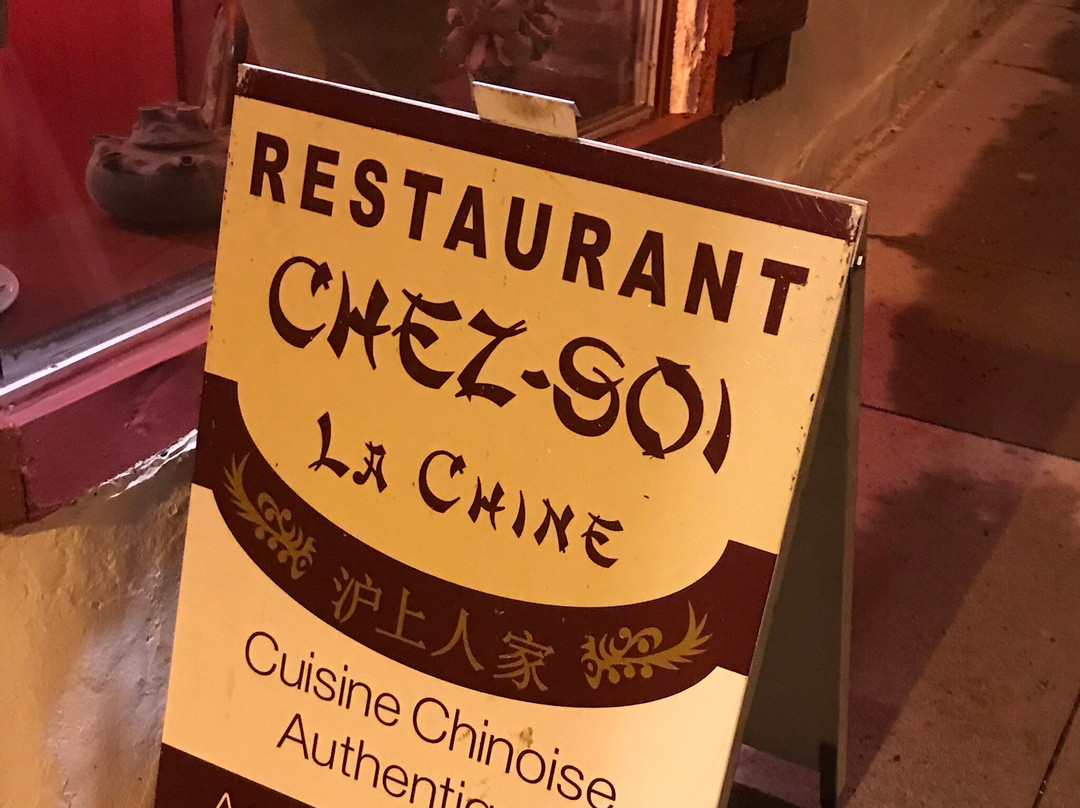 RESTAURANT
CHEZ-SOI
LA CHINE
沪上人家
Cuisine Chinoise